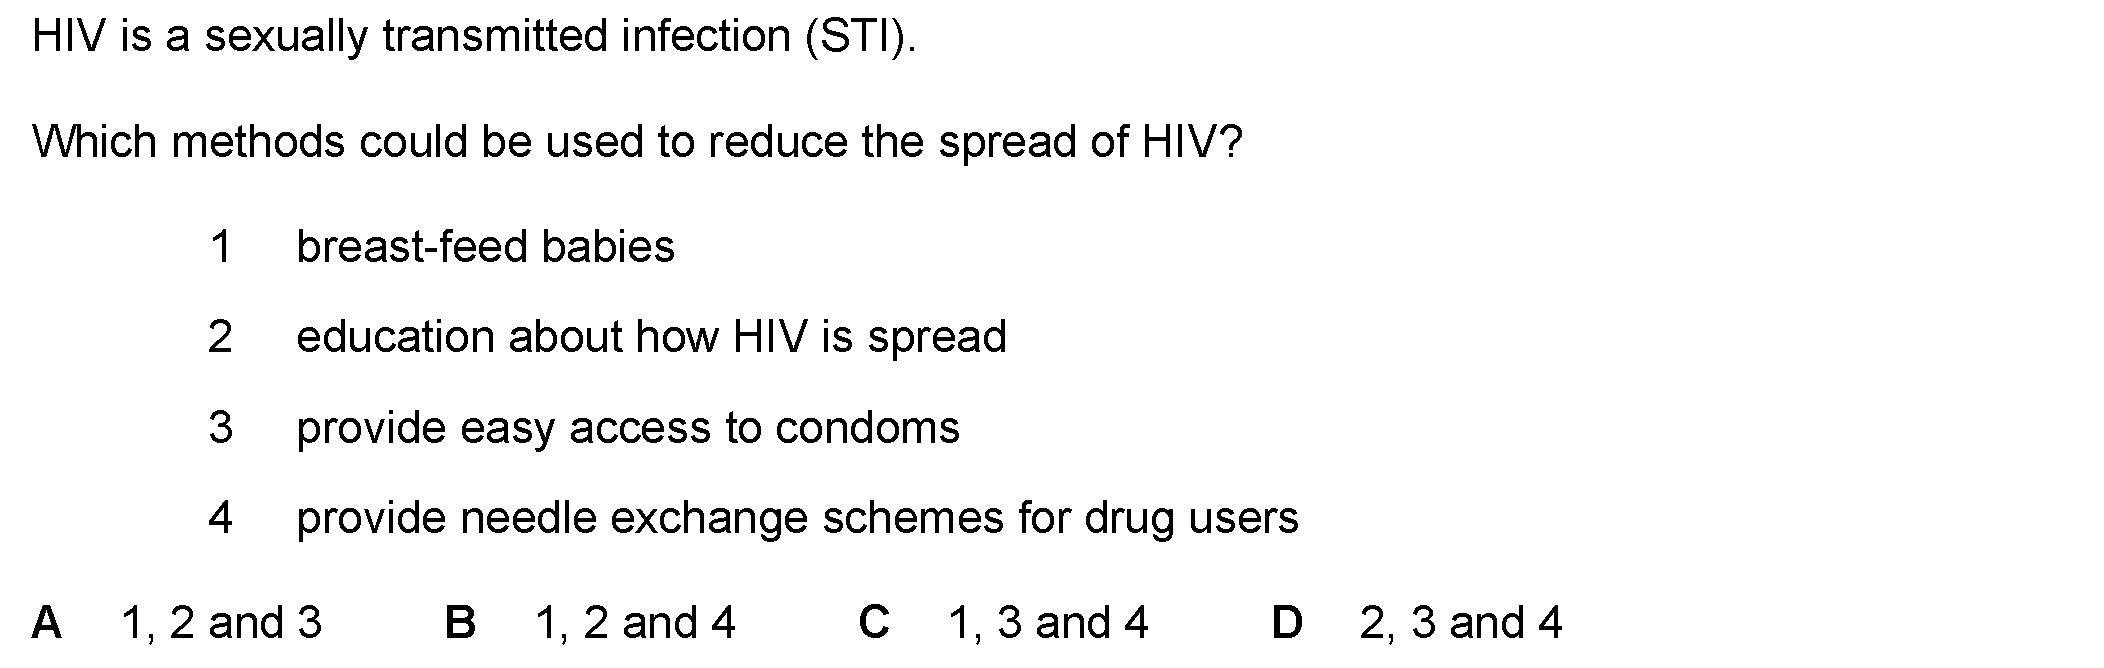 HIV is a sexually transmitted infection (STI).
Which methods could be used to reduce the spread of HIV?
1 breast-feed babies
2 education about how HIV is spread
3 provide easy access to condoms
4 provide needle exchange schemes for drug users
A 1, 2 and 3 B 1, 2 and 4 C 1, 3 and 4 D 2, 3 and 4